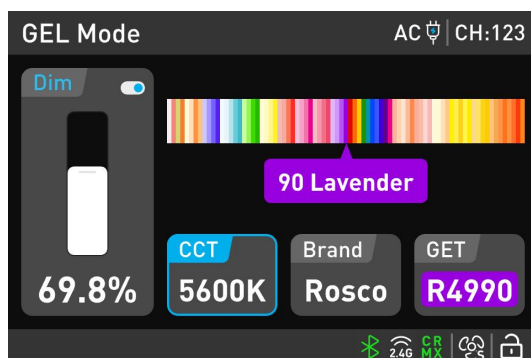 GEL Mode
AC CH:123
Dim
90 Lavender
69.8%
CCT
5600K
Brand
Rosco
GET
R4990
2.4G
CR
MX